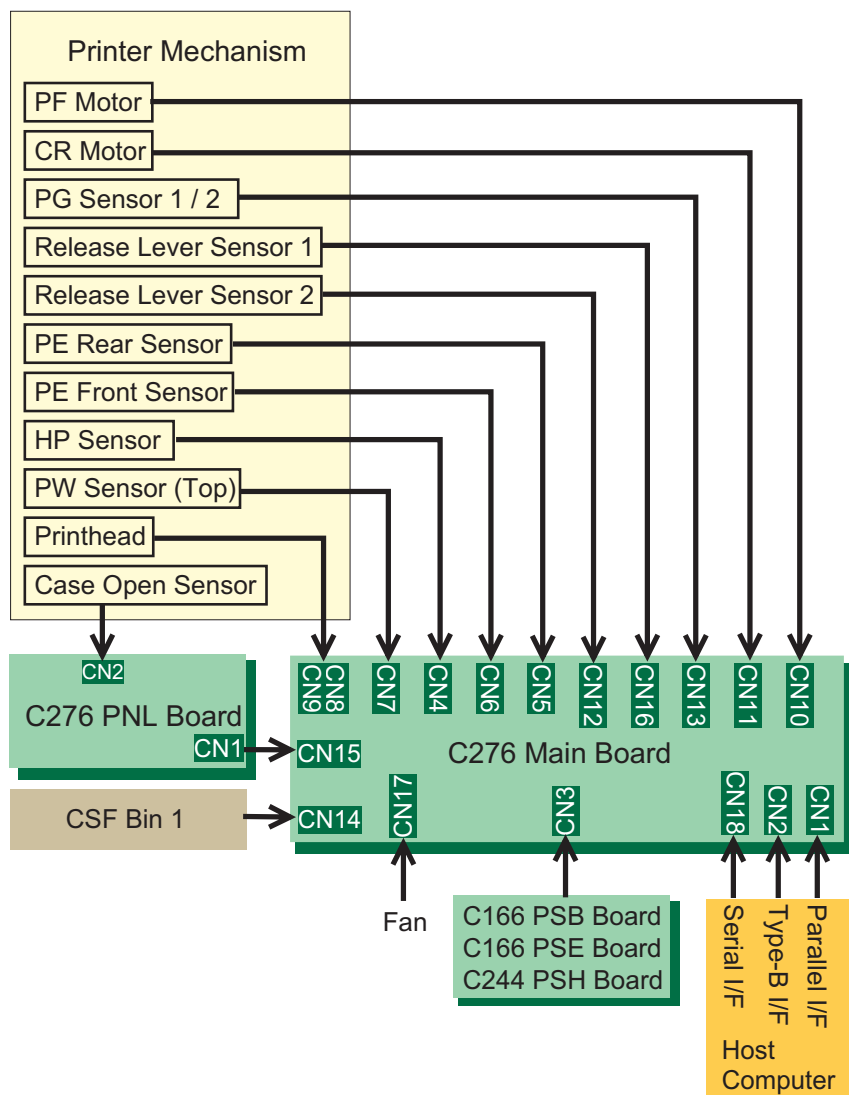 Printer Mechanism
PF Motor
CR Motor
PG Sensor 1 / 2
Release Lever Sensor 1
Release Lever Sensor 2
PE Rear Sensor
PE Front Sensor
HP Sensor
PW Sensor (Top)
Printhead
Case Open Sensor
CN2
C276 PNL Board
CN1
CN9
CN8
CN7
CN4
CN6
CN5
CN12
CN16
CN13
CN11
CN10
CN15
C276 Main Board
CSF Bin 1
CN14
CN17
CN3
CN18
CN2
CN1
Fan
C166 PSB Board
C166 PSE Board
C244 PSH Board
Serial I/F
Type-B I/F
Parallel I/F
Host
Computer